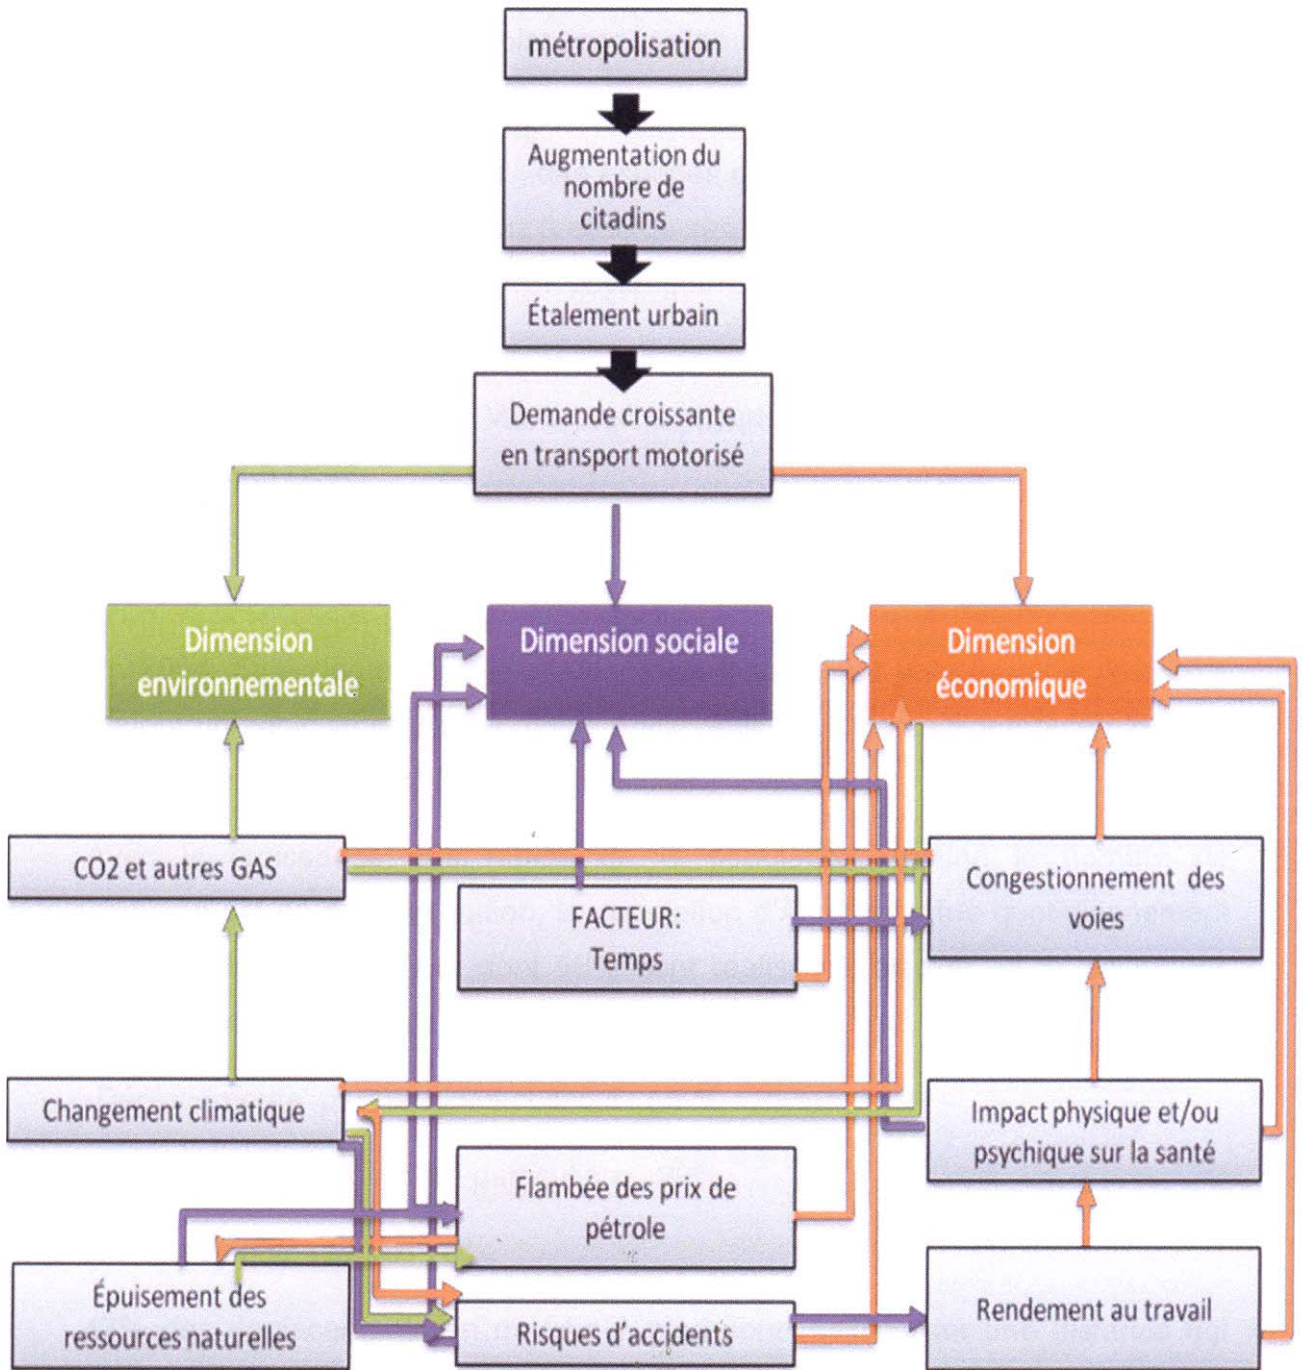 métropolisation
Augmentation du
nombre de
citadins
Étalement urbain
Demande croissante
en transport motorisé
Dimension
environnementale
Dimension sociale
Dimension
économique
CO2 et autres GAS
FACTEUR:
Temps
Congestionnement des
voies
Changement climatique
Impact physique et/ou
psychique sur la santé
Flambée des prix de
pétrole
Épuisement des
ressources naturelles
Risques d'accidents
Rendement au travail